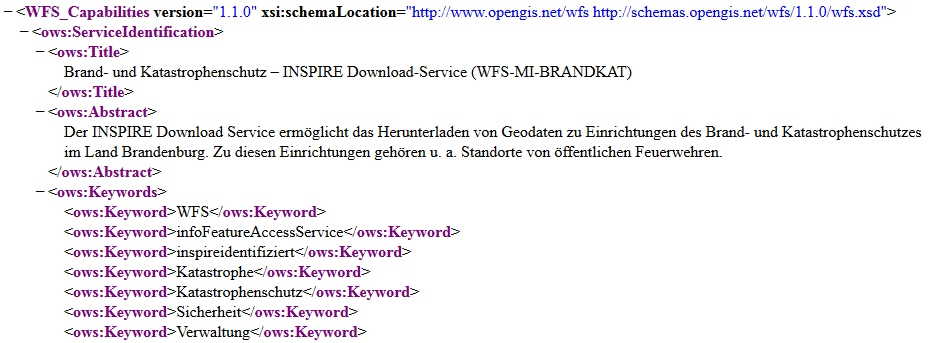 −<WFS_Capabilities version="1.1.0" xsi:schemaLocation="http://www.opengis.net/wfs http://schemas.opengis.net/wfs/1.1.0/wfs.xsd">
−<ows:ServiceIdentification>
−<ows:Title>
Brand- und Katastrophenschutz – INSPIRE Download-Service (WFS-MI-BRANDKAT)
</ows:Title>
−<ows:Abstract>
Der INSPIRE Download Service ermöglicht das Herunterladen von Geodaten zu Einrichtungen des Brand- und Katastrophenschutzes
im Land Brandenburg. Zu diesen Einrichtungen gehören u. a. Standorte von öffentlichen Feuerwehren.
</ows:Abstract>
−<ows:Keywords>
<ows:Keyword>WFS</ows:Keyword>
<ows:Keyword>infoFeatureAccessService</ows:Keyword>
<ows:Keyword>inspireidentifiziert</ows:Keyword>
<ows:Keyword>Katastrophe</ows:Keyword>
<ows:Keyword>Katastrophenschutz</ows:Keyword>
<ows:Keyword>Sicherheit</ows:Keyword>
<ows:Keyword>Verwaltung</ows:Keyword>